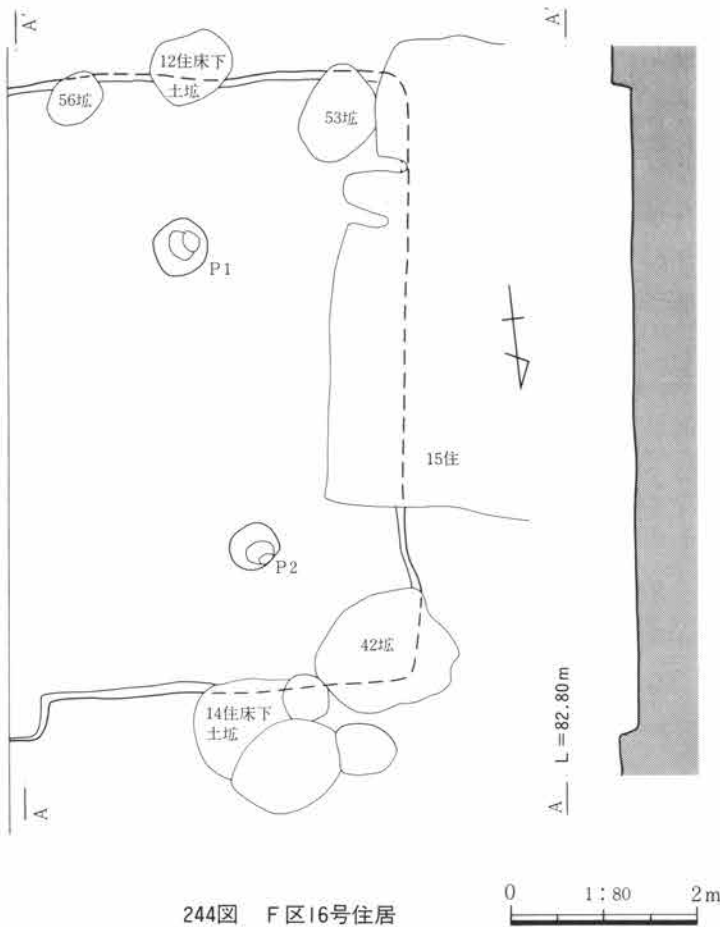 A′
A′
12住床下
土坑
56坑
53坑
P1
15住
P2
42坑
14住床下
土坑
L=82.80m
A
A
244図 F区16号住居
0 1:80 2m